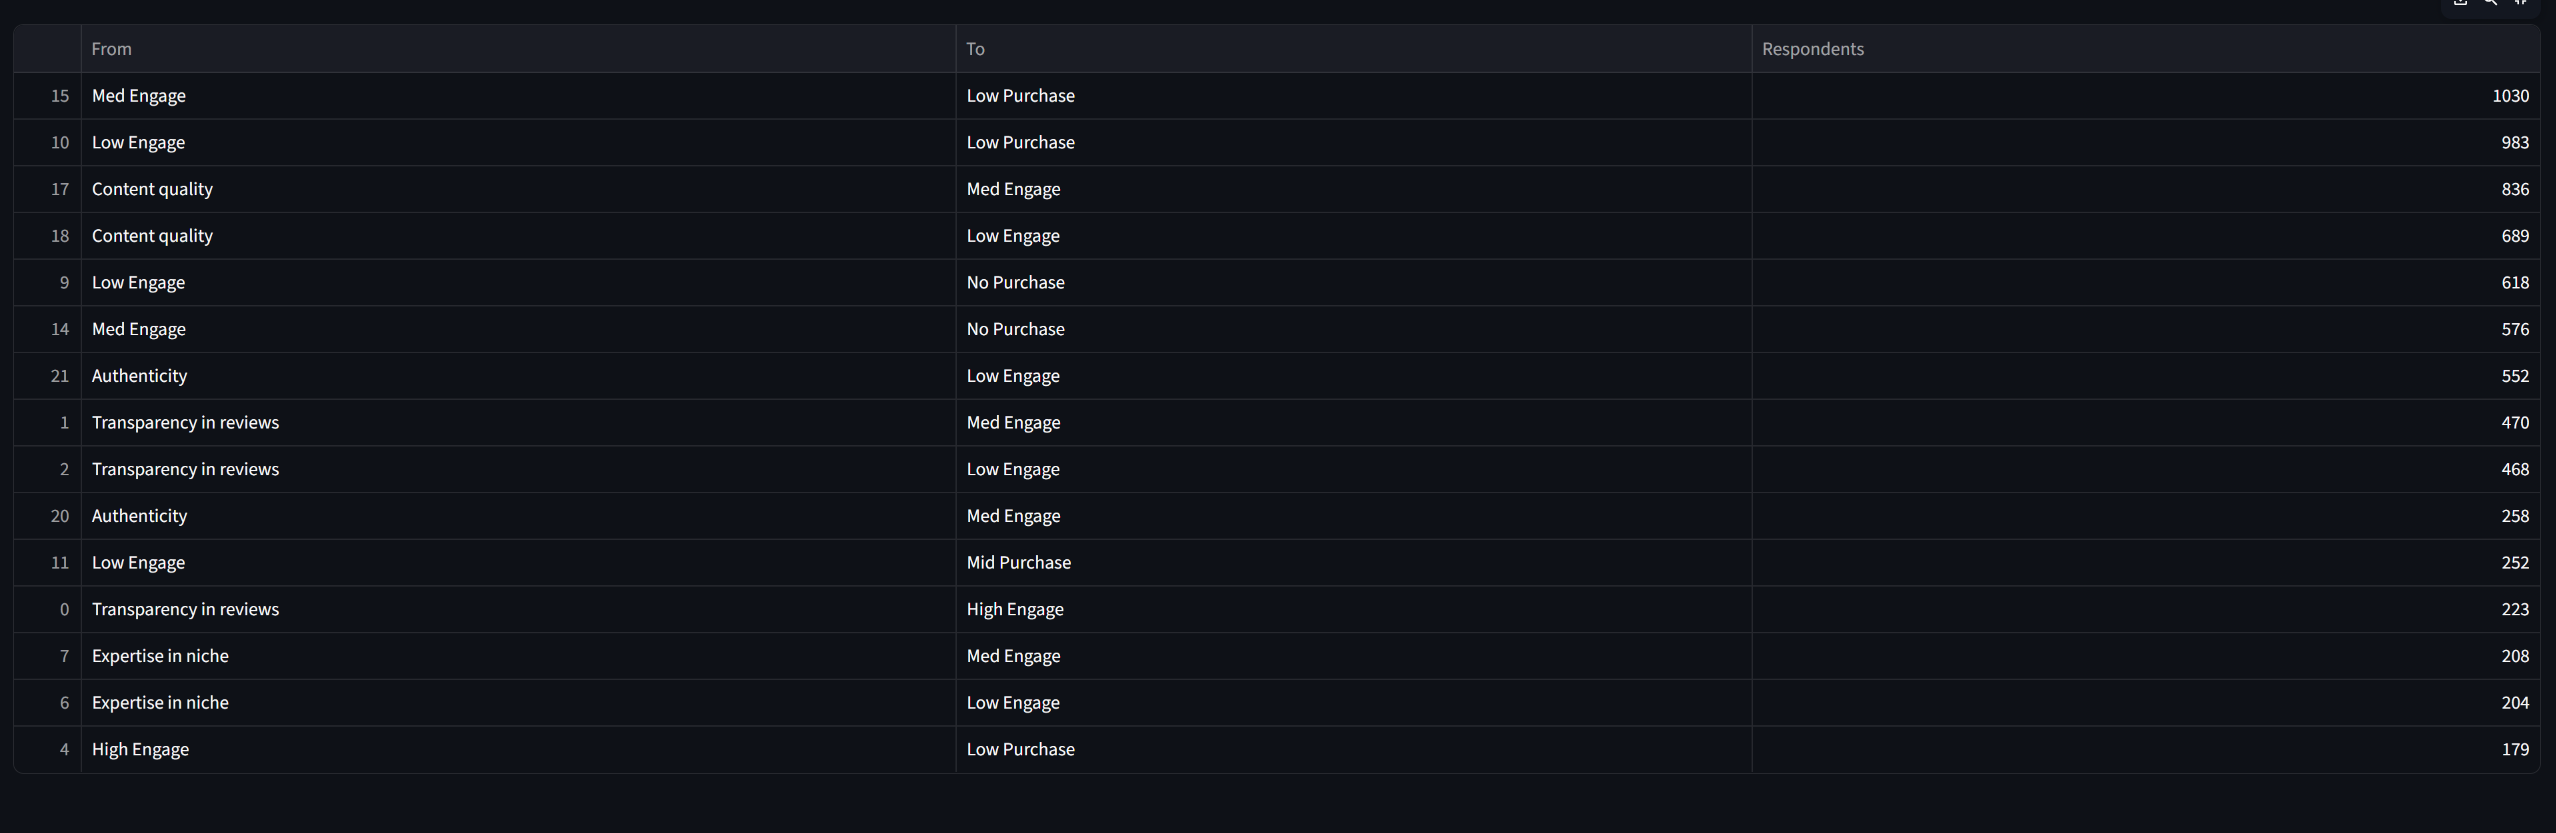 From To Respondents
15 Med Engage Low Purchase 1030
10 Low Engage Low Purchase 983
17 Content quality Med Engage 836
18 Content quality Low Engage 689
9 Low Engage No Purchase 618
14 Med Engage No Purchase 576
21 Authenticity Low Engage 552
1 Transparency in reviews Med Engage 470
2 Transparency in reviews Low Engage 468
20 Authenticity Med Engage 258
11 Low Engage Mid Purchase 252
0 Transparency in reviews High Engage 223
7 Expertise in niche Med Engage 208
6 Expertise in niche Low Engage 204
4 High Engage Low Purchase 179